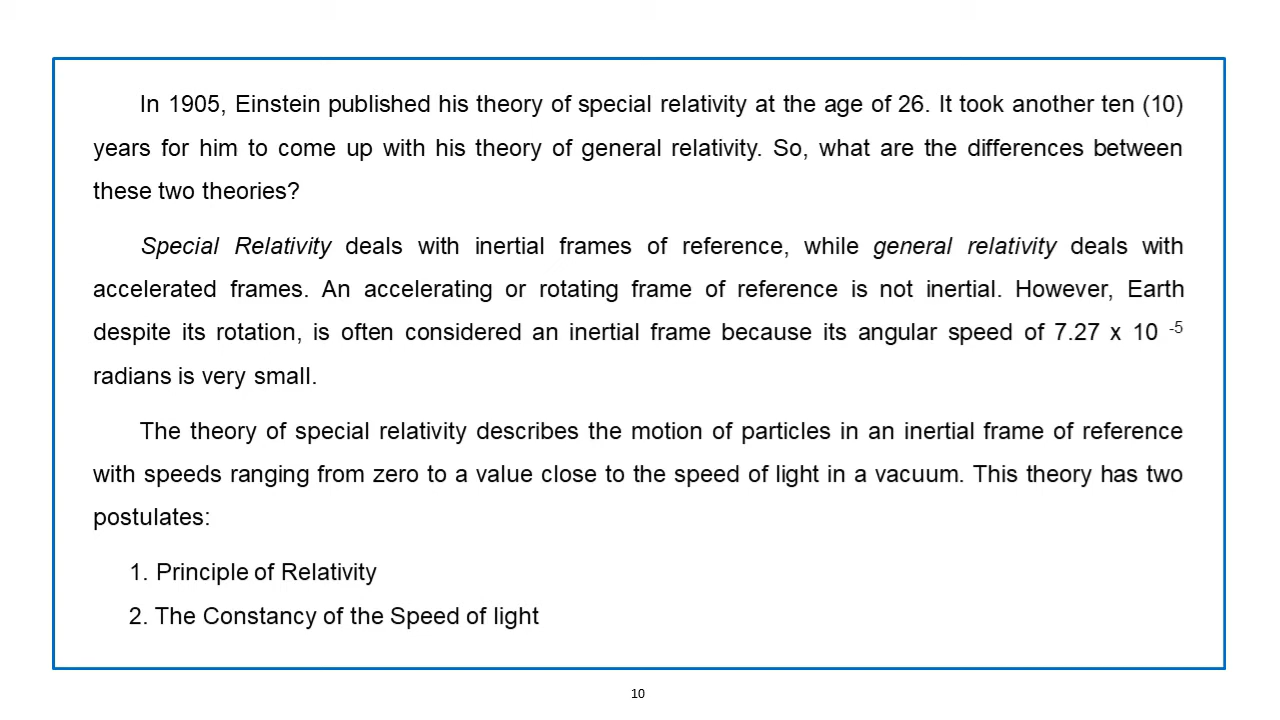 In 1905, Einstein published his theory of special relativity at the age of 26. It took another ten (10)
years for him to come up with his theory of general relativity. So, what are the differences between
these two theories?
Special Relativity deals with inertial frames of reference, while general relativity deals with
accelerated frames. An accelerating or rotating frame of reference is not inertial. However, Earth
despite its rotation, is often considered an inertial frame because its angular speed of 7.27 x 10 -5
radians is very small.
The theory of special relativity describes the motion of particles in an inertial frame of reference
with speeds ranging from zero to a value close to the speed of light in a vacuum. This theory has two
postulates:
1. Principle of Relativity
2. The Constancy of the Speed of light
10